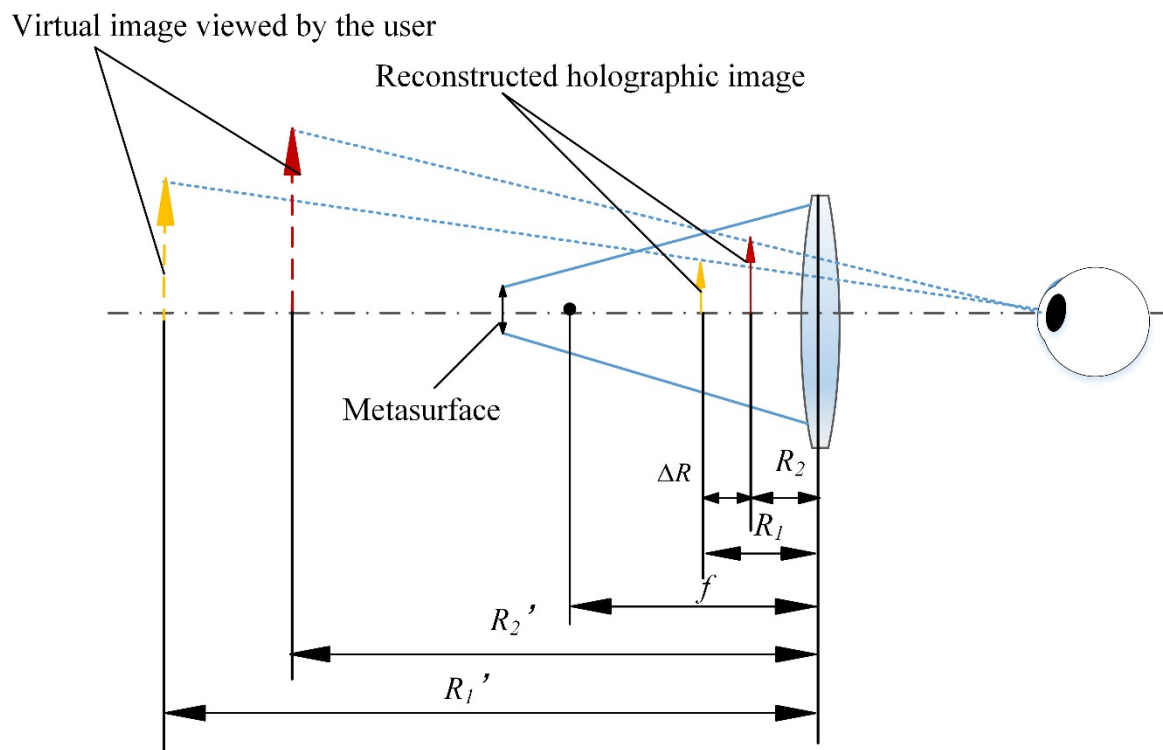 Virtual image viewed by the user
Reconstructed holographic image
Metasurface
ΔR
R₂
R₁
f
R₂’
R₁’